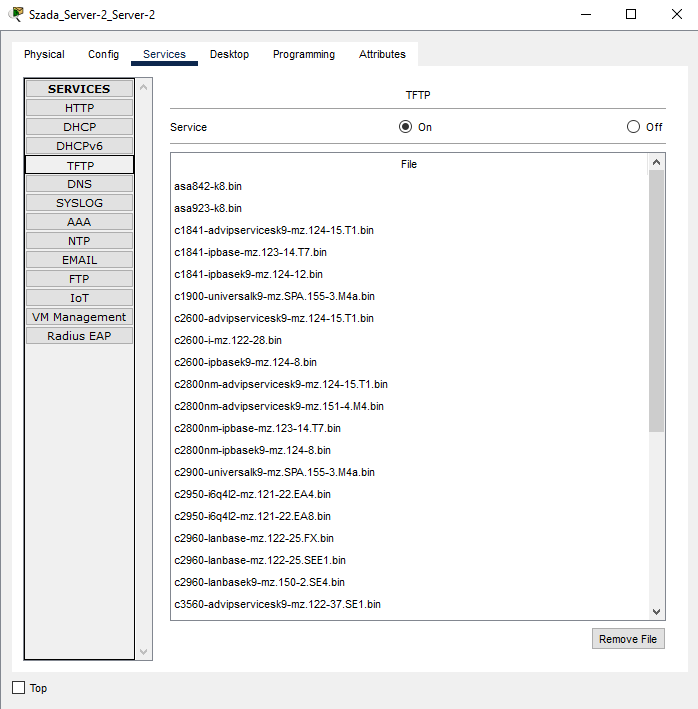 Szada_Server-2_Server-2
Physical Config Services Desktop Programming Attributes
SERVICES
HTTP
DHCP
DHCPv6
TFTP
DNS
SYSLOG
AAA
NTP
EMAIL
FTP
IoT
VM Management
Radius EAP
TFTP
Service On Off
File
asa842-k8.bin
asa923-k8.bin
c1841-advipservicesk9-mz.124-15.T1.bin
c1841-ipbase-mz.123-14.T7.bin
c1841-ipbasek9-mz.124-12.bin
c1900-universalk9-mz.SPA.155-3.M4a.bin
c2600-advipservicesk9-mz.124-15.T1.bin
c2600-i-mz.122-28.bin
c2600-ipbasek9-mz.124-8.bin
c2800nm-advipservicesk9-mz.124-15.T1.bin
c2800nm-advipservicesk9-mz.151-4.M4.bin
c2800nm-ipbase-mz.123-14.T7.bin
c2800nm-ipbasek9-mz.124-8.bin
c2900-universalk9-mz.SPA.155-3.M4a.bin
c2950-i6q4l2-mz.121-22.EA4.bin
c2950-i6q4l2-mz.121-22.EA8.bin
c2960-lanbase-mz.122-25.FX.bin
c2960-lanbase-mz.122-25.SEE1.bin
c2960-lanbasek9-mz.150-2.SE4.bin
c3560-advipservicesk9-mz.122-37.SE1.bin
Remove File
Top